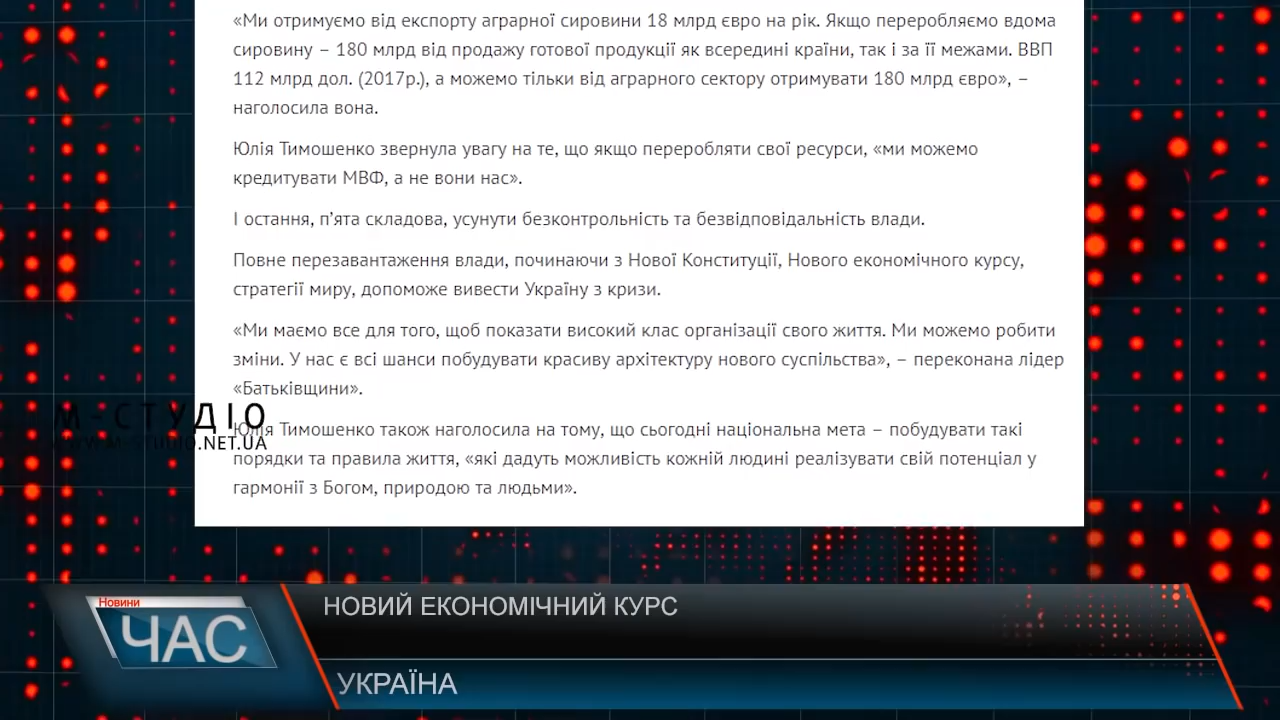 «Ми отримуємо від експорту аграрної сировини 18 млрд євро на рік. Якщо переробляємо вдома
сировину – 180 млрд від продажу готової продукції як всередині країни, так і за її межами. ВВП
112 млрд дол. (2017р.), а можемо тільки від аграрного сектору отримувати 180 млрд євро», –
наголосила вона.
Юлія Тимошенко звернула увагу на те, що якщо переробляти свої ресурси, «ми можемо
кредитувати МВФ, а не вони нас».
І остання, п’ята складова, усунути безконтрольність та безвідповідальність влади.
Повне перезавантаження влади, починаючи з Нової Конституції, Нового економічного курсу,
стратегії миру, допоможе вивести Україну з кризи.
«Ми маємо все для того, щоб показати високий клас організації свого життя. Ми можемо робити
зміни. У нас є всі шанси побудувати красиву архітектуру нового суспільства», – переконана лідер
«Батьківщини».
М-СТУДІО
Юлія Тимошенко також наголосила на тому, що сьогодні національна мета – побудувати такі
WWW.M-STUDIO.NET.UA
порядки та правила життя, «які дадуть можливість кожній людині реалізувати свій потенціал у
гармонії з Богом, природою та людьми».
Новини
ЧАС
НОВИЙ ЕКОНОМІЧНИЙ КУРС
УКРАЇНА